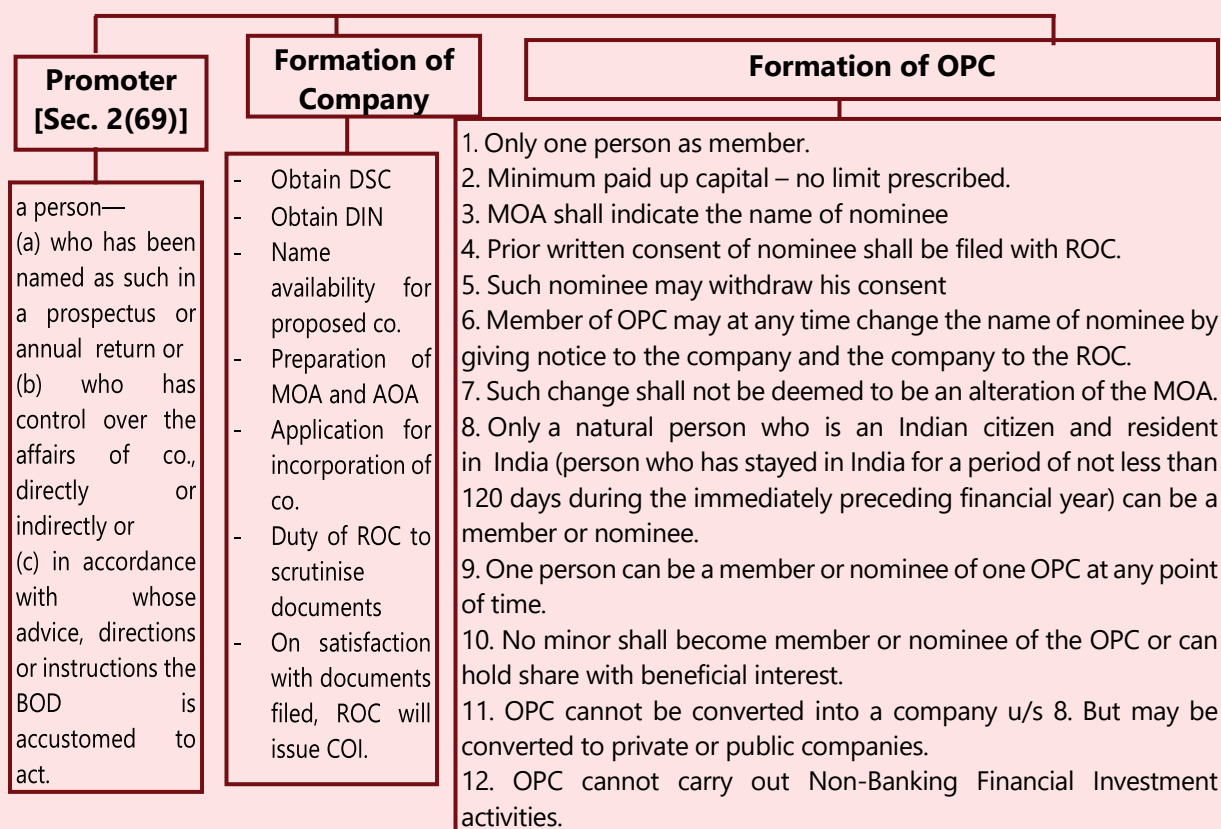 Promoter
[Sec. 2(69)]
a person—
(a) who has been
named as such in
a prospectus or
annual return or
(b) who has
control over the
affairs of co.,
directly or
indirectly or
(c) in accordance
with whose
advice, directions
or instructions the
BOD is
accustomed to
act.
Formation of
Company
- Obtain DSC
- Obtain DIN
- Name
availability for
proposed co.
- Preparation of
MOA and AOA
- Application for
incorporation of
co.
- Duty of ROC to
scrutinise
documents
- On satisfaction
with documents
filed, ROC will
issue COI.
Formation of OPC
1. Only one person as member.
2. Minimum paid up capital – no limit prescribed.
3. MOA shall indicate the name of nominee
4. Prior written consent of nominee shall be filed with ROC.
5. Such nominee may withdraw his consent
6. Member of OPC may at any time change the name of nominee by
giving notice to the company and the company to the ROC.
7. Such change shall not be deemed to be an alteration of the MOA.
8. Only a natural person who is an Indian citizen and resident
in India (person who has stayed in India for a period of not less than
120 days during the immediately preceding financial year) can be a
member or nominee.
9. One person can be a member or nominee of one OPC at any point
of time.
10. No minor shall become member or nominee of the OPC or can
hold share with beneficial interest.
11. OPC cannot be converted into a company u/s 8. But may be
converted to private or public companies.
12. OPC cannot carry out Non-Banking Financial Investment
activities.